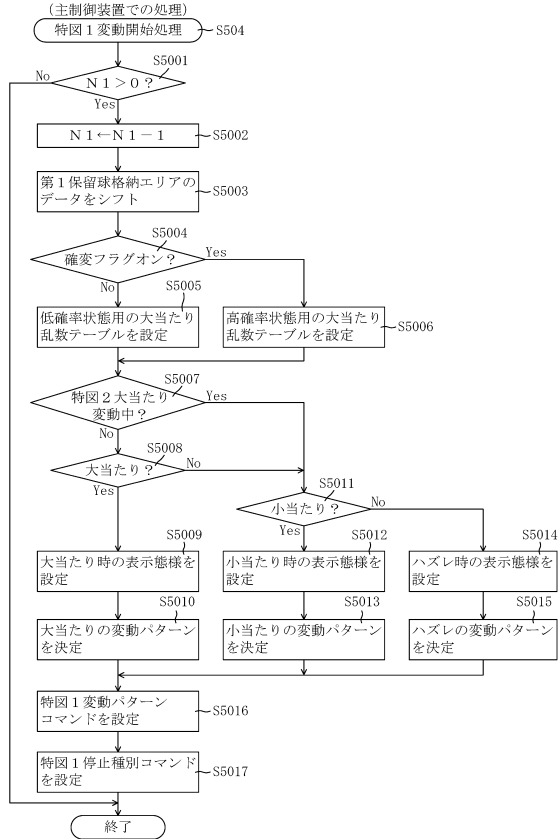 (主制御装置での処理)
特図1変動開始処理
S504
S5001
No
N1>0?
Yes
N1←N1-1
S5002
第1保留球格納エリアの
データをシフト
S5003
S5004
確変フラグオン?
Yes
No
S5005
低確率状態用の大当たり
乱数テーブルを設定
高確率状態用の大当たり
乱数テーブルを設定
S5006
S5007
特図2大当たり
変動中?
Yes
No
S5008
大当たり?
No
Yes
S5011
小当たり?
No
Yes
S5009
大当たり時の表示態様を
設定
S5012
小当たり時の表示態様を
設定
S5014
ハズレ時の表示態様を
設定
S5010
大当たりの変動パターン
を決定
S5013
小当たりの変動パターン
を決定
S5015
ハズレの変動パターン
を決定
特図1変動パターン
コマンドを設定
S5016
特図1停止種別コマンド
を設定
S5017
終了